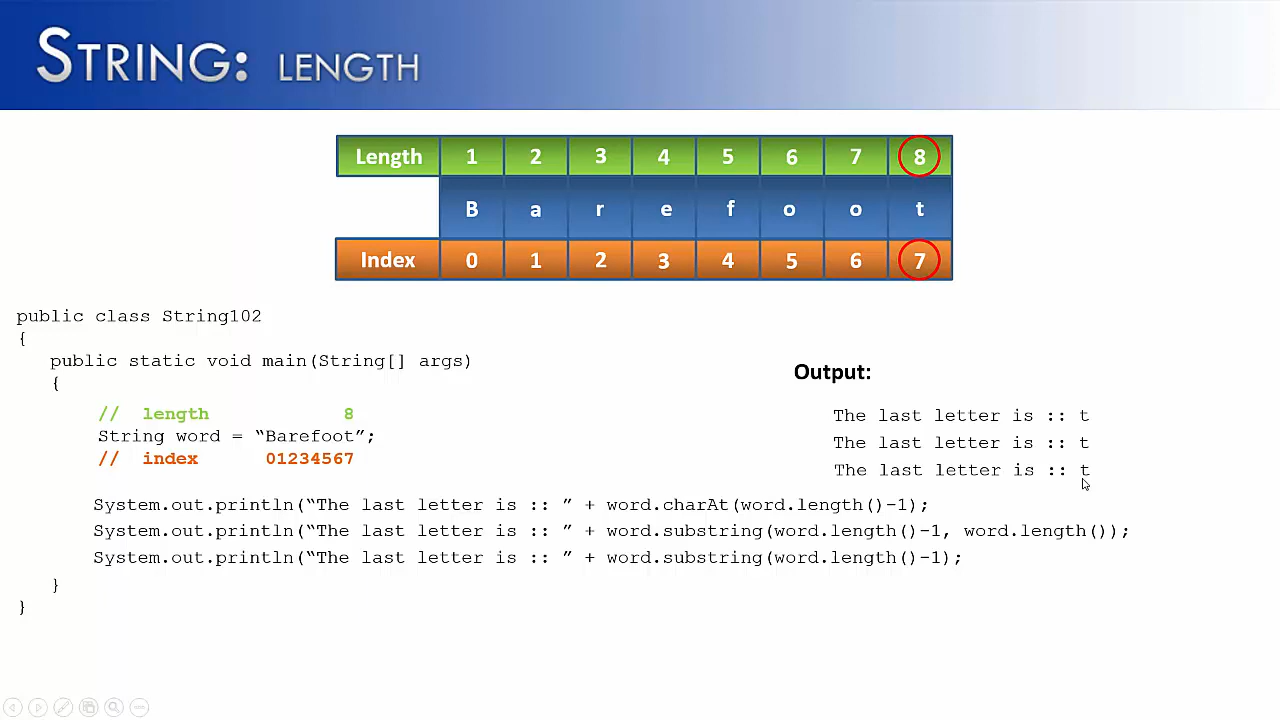 STRING: LENGTH
Length 1 2 3 4 5 6 7 8
B a r e f o o t
Index 0 1 2 3 4 5 6 7
public class String102
{
public static void main(String[] args)
{
// length 8
String word = “Barefoot”;
// index 01234567
System.out.println(“The last letter is :: ” + word.charAt(word.length()-1);
System.out.println(“The last letter is :: ” + word.substring(word.length()-1, word.length());
System.out.println(“The last letter is :: ” + word.substring(word.length()-1);
}
}
Output:
The last letter is :: t
The last letter is :: t
The last letter is :: t